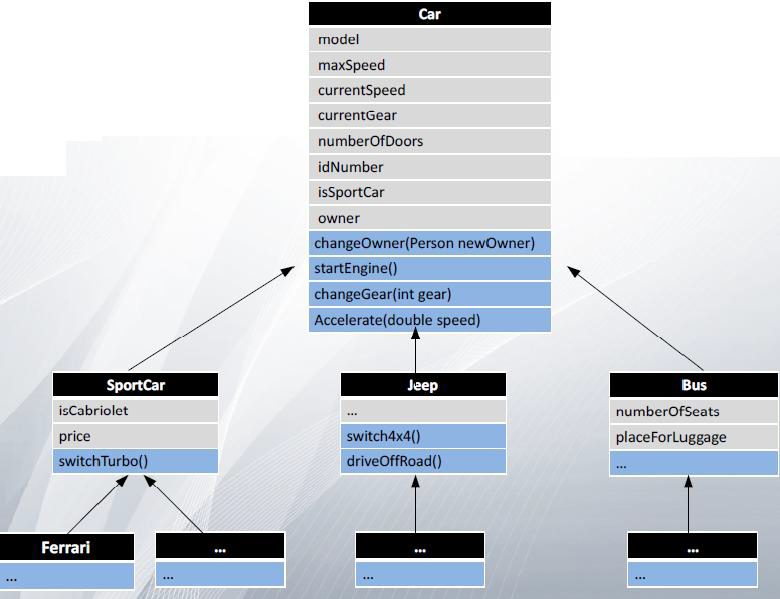 Car
model
maxSpeed
currentSpeed
currentGear
numberOfDoors
idNumber
isSportCar
owner
changeOwner(Person newOwner)
startEngine()
changeGear(int gear)
Accelerate(double speed)
SportCar
isCabriolet
price
switchTurbo()
Jeep
...
switch4x4()
driveOffRoad()
Bus
numberOfSeats
placeForLuggage
...
Ferrari
...
...
...
...
...
...
...